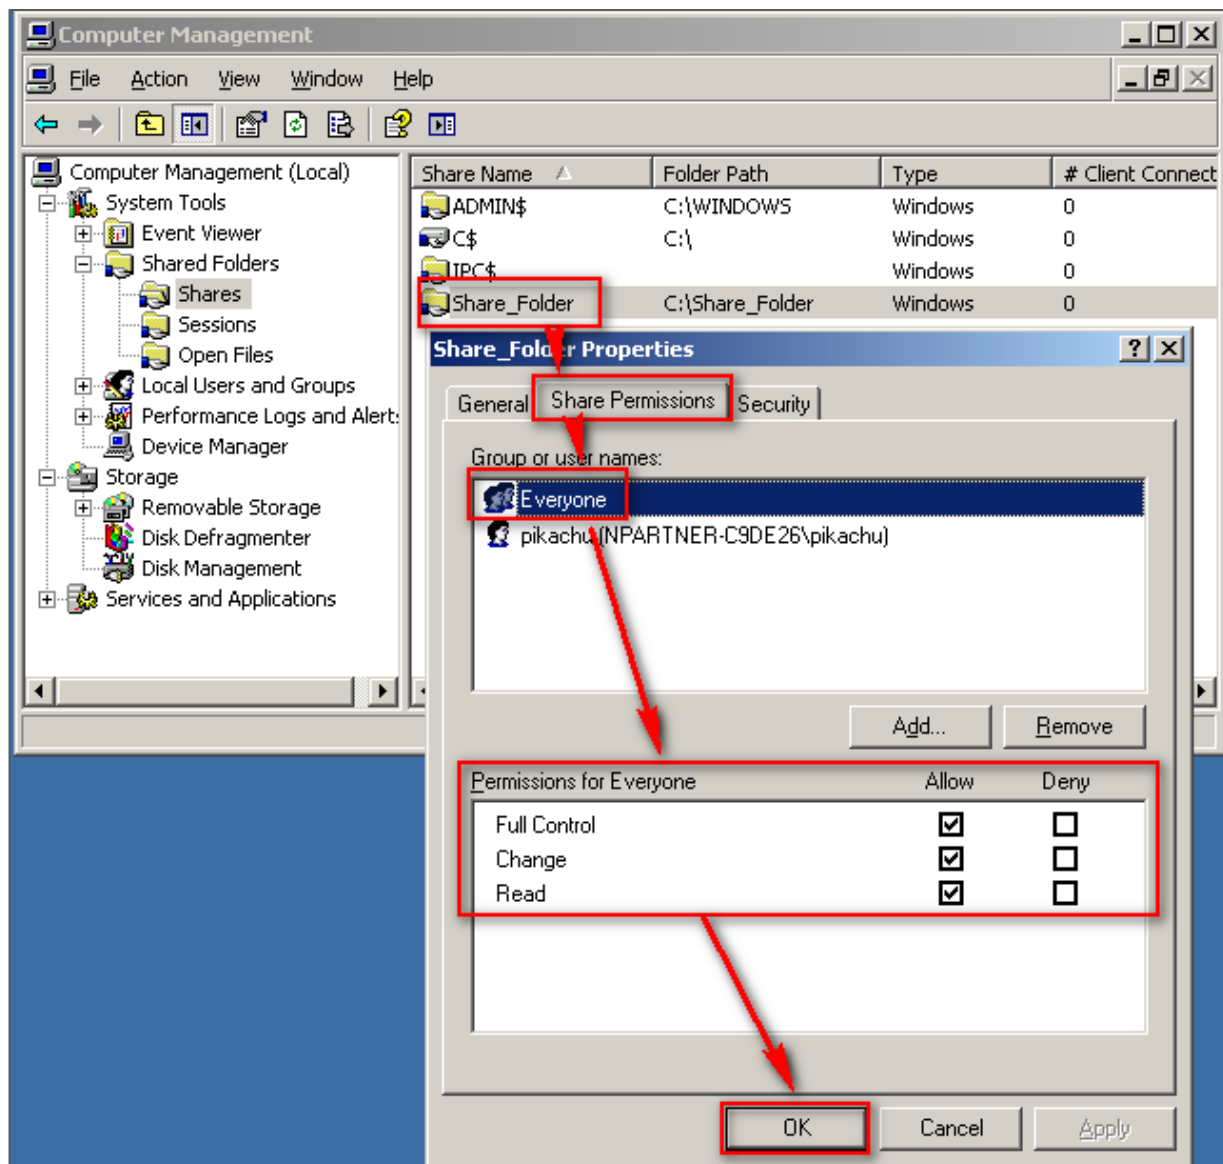 Computer Management
File Action View Window Help
Computer Management (Local)
System Tools
Event Viewer
Shared Folders
Shares
Sessions
Open Files
Local Users and Groups
Performance Logs and Alert:
Device Manager
Storage
Removable Storage
Disk Defragmenter
Disk Management
Services and Applications
Share Name Folder Path Type # Client Connect
ADMIN$ C:\WINDOWS Windows 0
C$ C:\ Windows 0
IPC$ Windows 0
Share_Folder C:\Share_Folder Windows 0
Share_Folder Properties
General Share Permissions Security
Group or user names:
Everyone
pikachu (NPARTNER-C9DE26\pikachu)
Add... Remove
Permissions for Everyone Allow Deny
Full Control
Change
Read
OK Cancel Apply